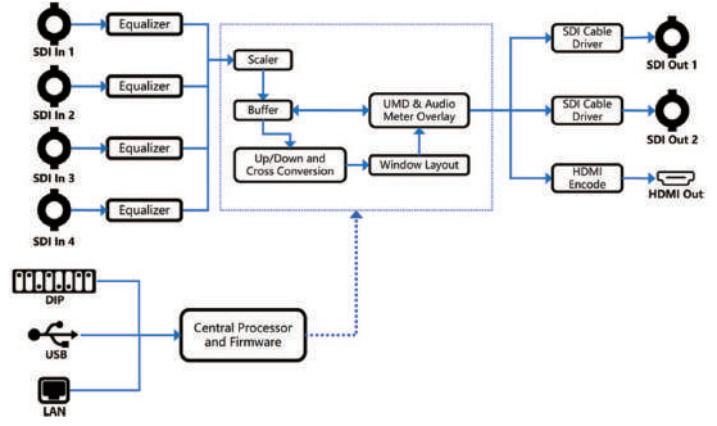 Equalizer
SDI In 1
Equalizer
SDI In 2
Equalizer
SDI In 3
Equalizer
SDI In 4
Scaler
Buffer
UMD & Audio
Meter Overlay
Up/Down and
Cross Conversion
Window Layout
SDI Cable
Driver
SDI Out 1
SDI Cable
Driver
SDI Out 2
HDMI
Encode
HDMI Out
DIP
USB
LAN
Central Processor
and Firmware